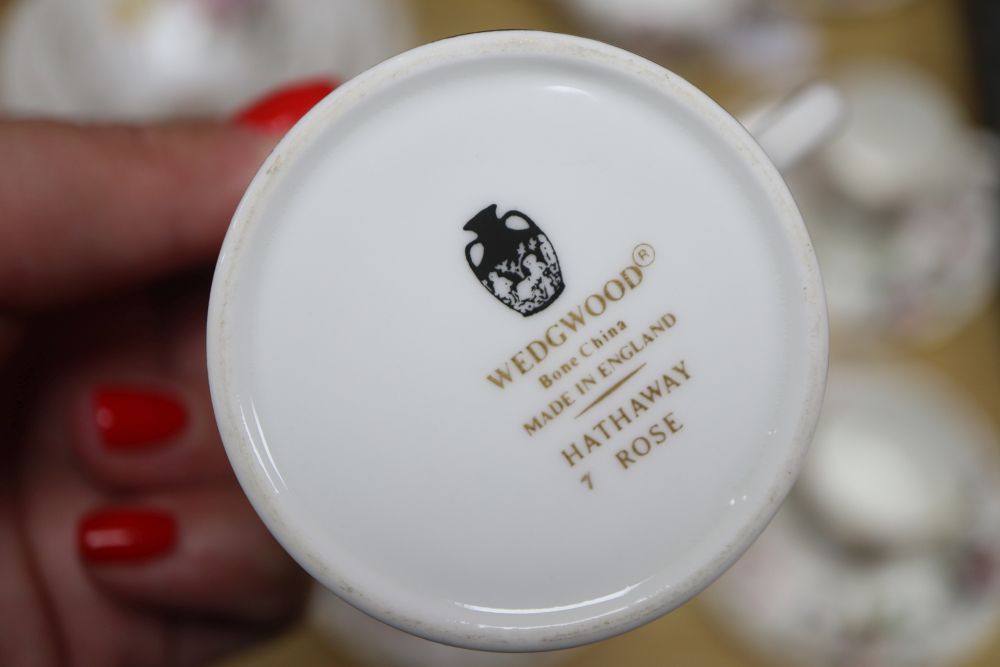 WEDGWOOD®
Bone China
MADE IN ENGLAND
HATHAWAY
7 ROSE